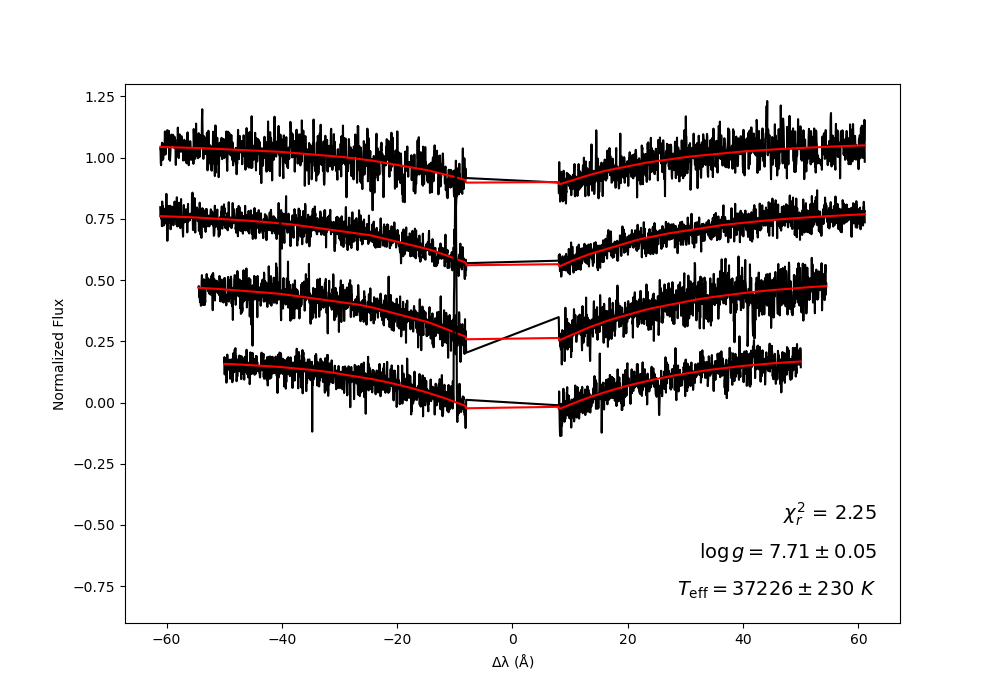 1.25
1.00
0.75
0.50
0.25
0.00
−0.25
−0.50
−0.75
Normalized Flux
χ²ᵣ = 2.25
log g = 7.71 ± 0.05
T_eff = 37226 ± 230 K
−60 −40 −20 0 20 40 60
Δλ (Å)